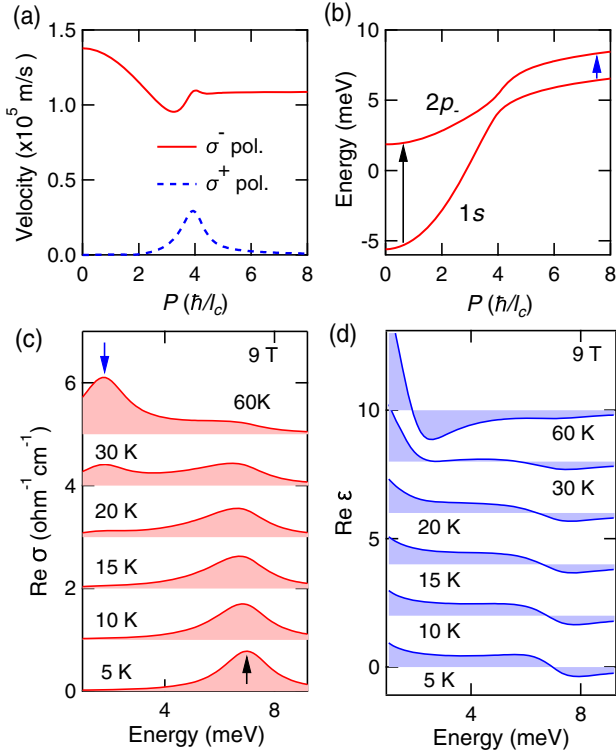 (a)
1.5
1.0
0.5
0.0
Velocity (x10⁵ m/s)
σ⁻ pol.
σ⁺ pol.
0 2 4 6 8
P (ħ/l_c)
(b)
10
5
0
-5
Energy (meV)
2p₋
1s
0 2 4 6 8
P (ħ/l_c)
(c)
9 T
6
4
2
0
Re σ (ohm⁻¹cm⁻¹)
60K
30 K
20 K
15 K
10 K
5 K
4 8
Energy (meV)
(d)
9 T
10
5
0
Re ε
60 K
30 K
20 K
15 K
10 K
5 K
4 8
Energy (meV)